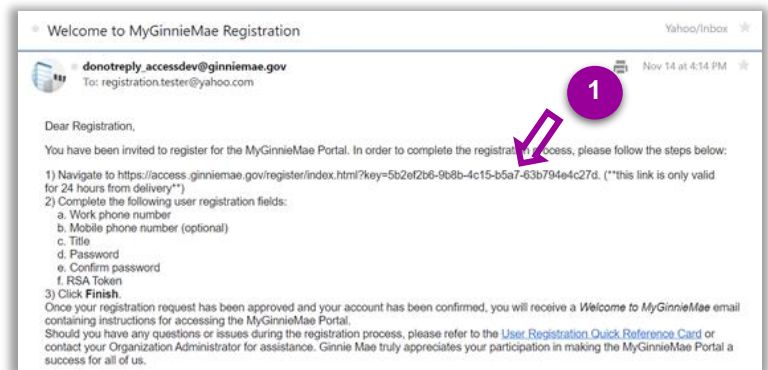 Welcome to MyGinnieMae Registration
Yahoo/Inbox
donotreply_accessdev@ginniemae.gov
Nov 14 at 4:14 PM
To: registration.tester@yahoo.com
1
Dear Registration,
You have been invited to register for the MyGinnieMae Portal. In order to complete the registration process, please follow the steps below:
1) Navigate to https://access.ginniemae.gov/register/index.html?key=5b2ef2b6-9b8b-4c15-b5a7-63b794e4c27d. (**this link is only valid
for 24 hours from delivery**)
2) Complete the following user registration fields:
a. Work phone number
b. Mobile phone number (optional)
c. Title
d. Password
e. Confirm password
f. RSA Token
3) Click Finish.
Once your registration request has been approved and your account has been confirmed, you will receive a Welcome to MyGinnieMae email
containing instructions for accessing the MyGinnieMae Portal.
Should you have any questions or issues during the registration process, please refer to the User Registration Quick Reference Card or
contact your Organization Administrator for assistance. Ginnie Mae truly appreciates your participation in making the MyGinnieMae Portal a
success for all of us.